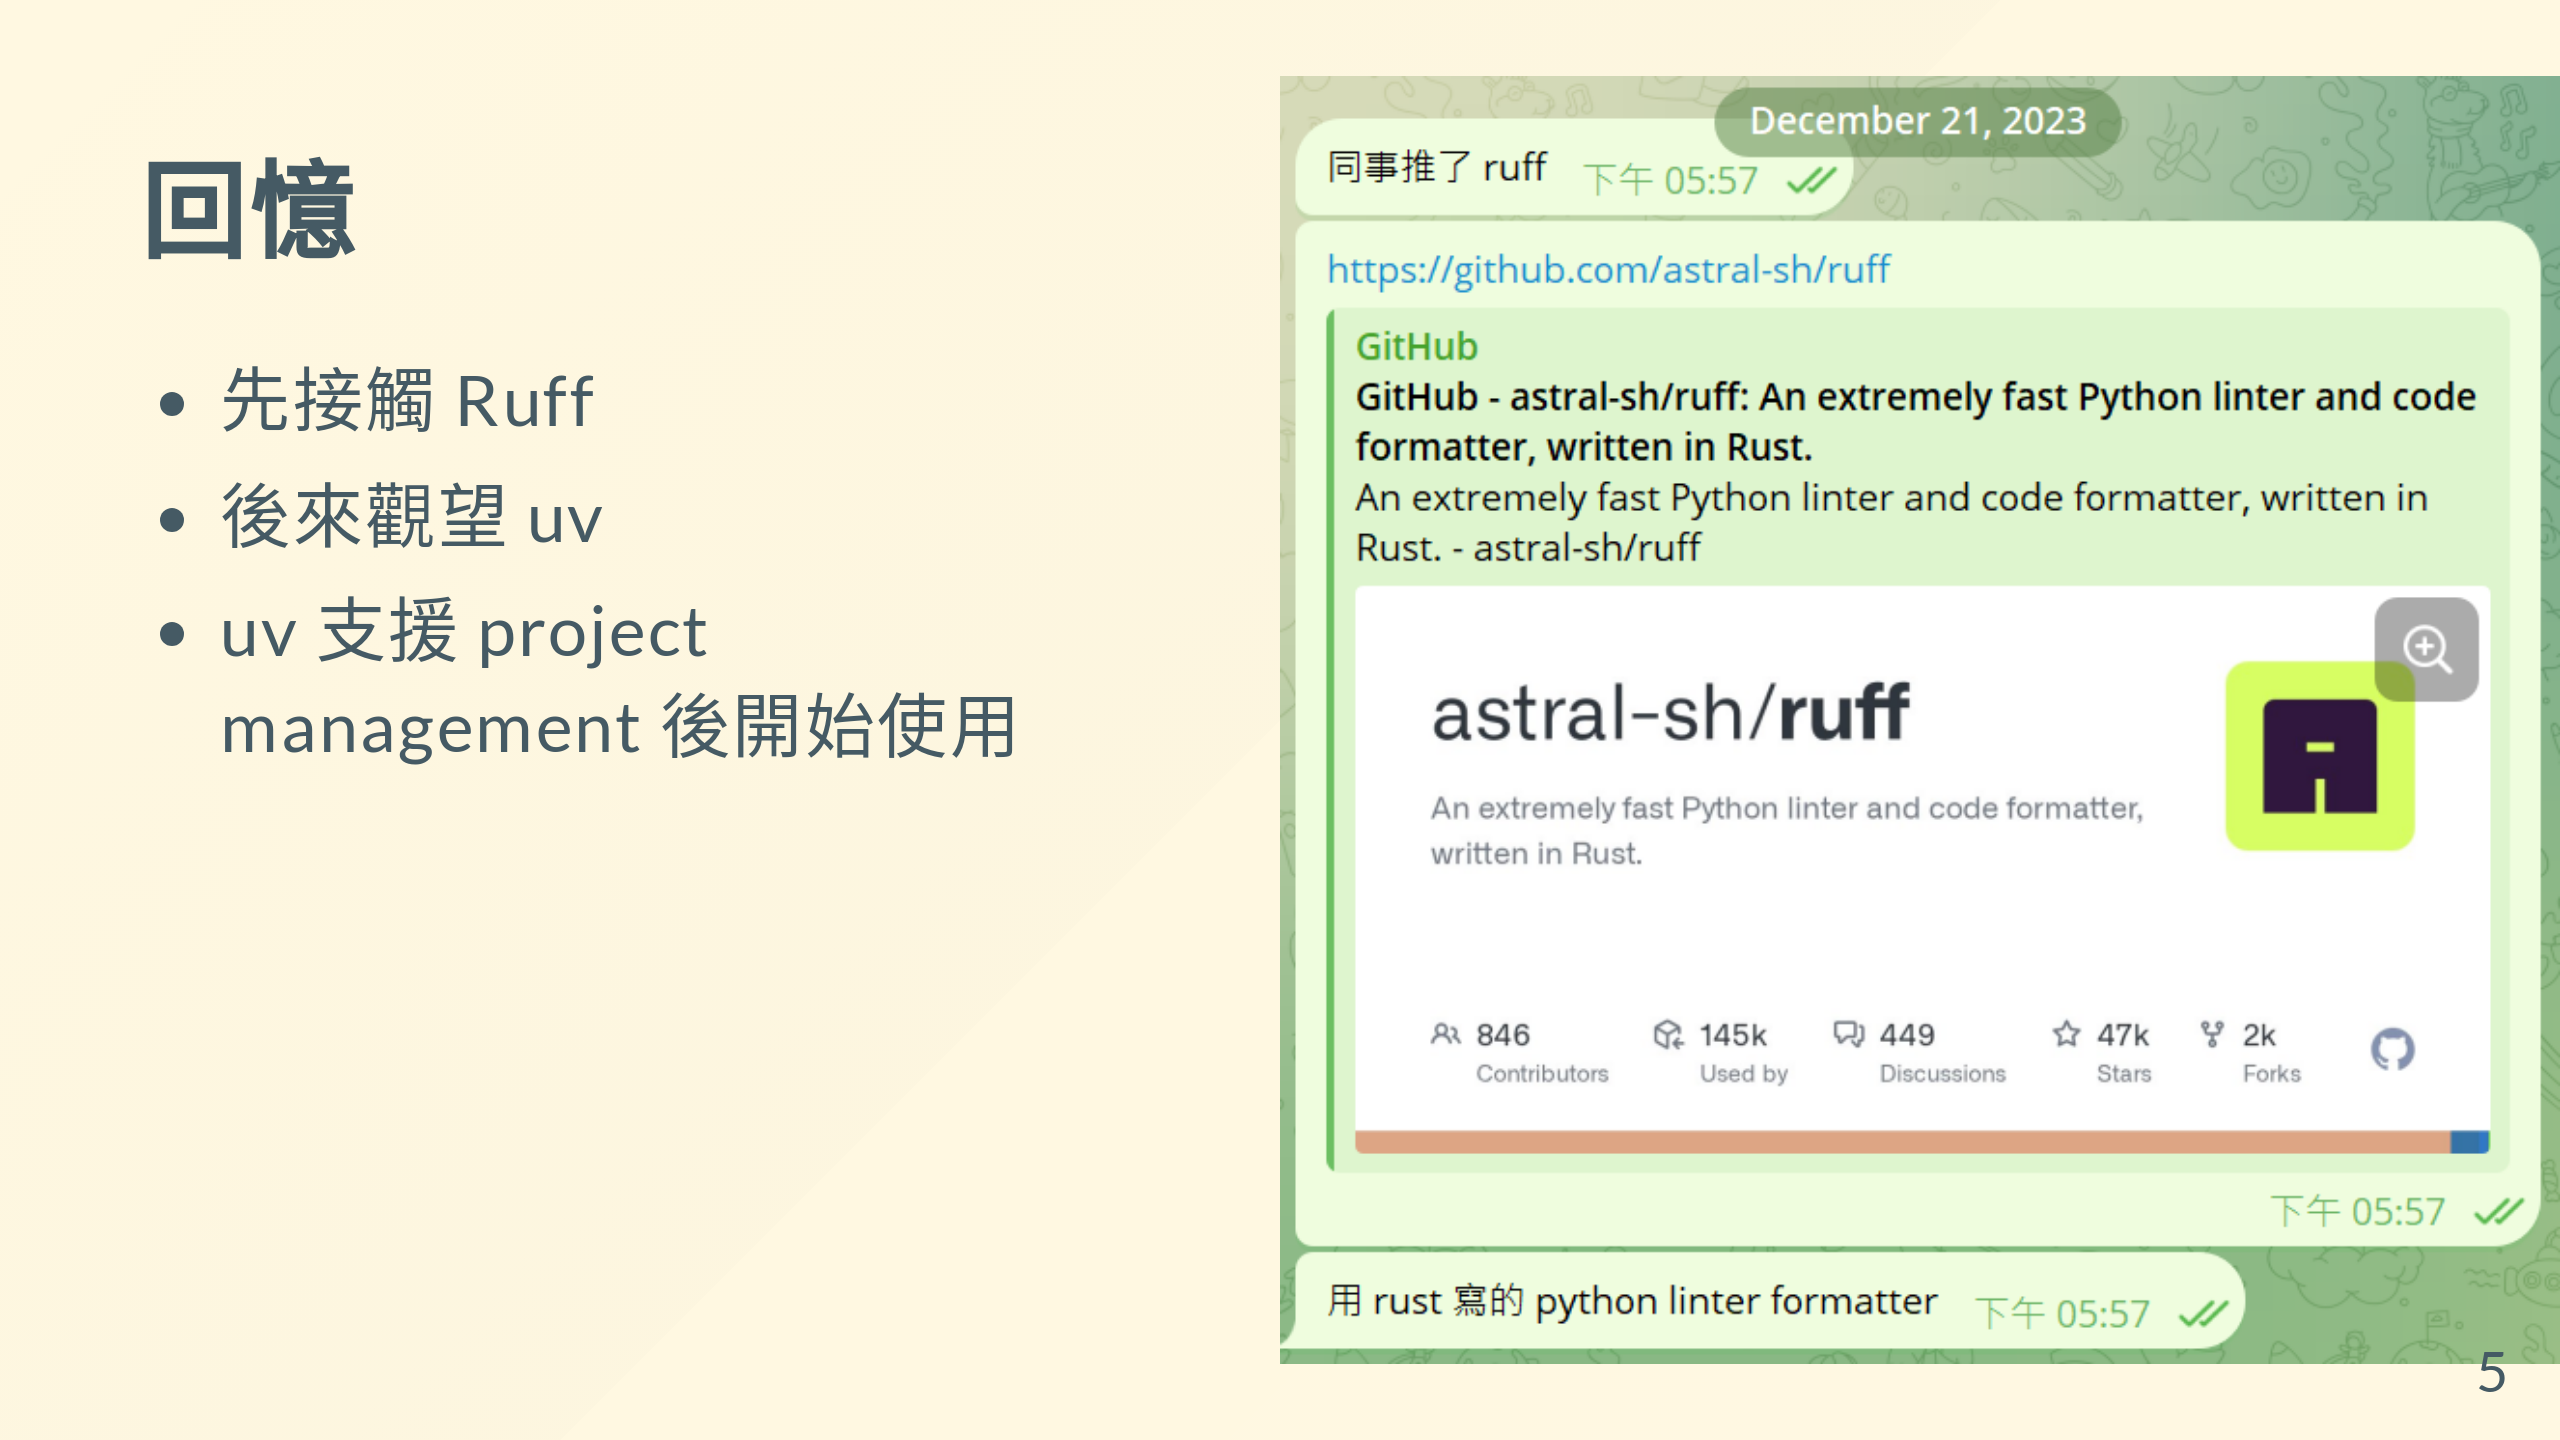 回憶
• 先接觸 Ruff
• 後來觀望 uv
• uv 支援 project
management 後開始使用
December 21, 2023
同事推了 ruff 下午 05:57
https://github.com/astral-sh/ruff
GitHub
GitHub - astral-sh/ruff: An extremely fast Python linter and code
formatter, written in Rust.
An extremely fast Python linter and code formatter, written in
Rust. - astral-sh/ruff
astral-sh/ruff
An extremely fast Python linter and code formatter,
written in Rust.
846 145k 449 47k 2k
Contributors Used by Discussions Stars Forks
下午 05:57
用 rust 寫的 python linter formatter 下午 05:57
5